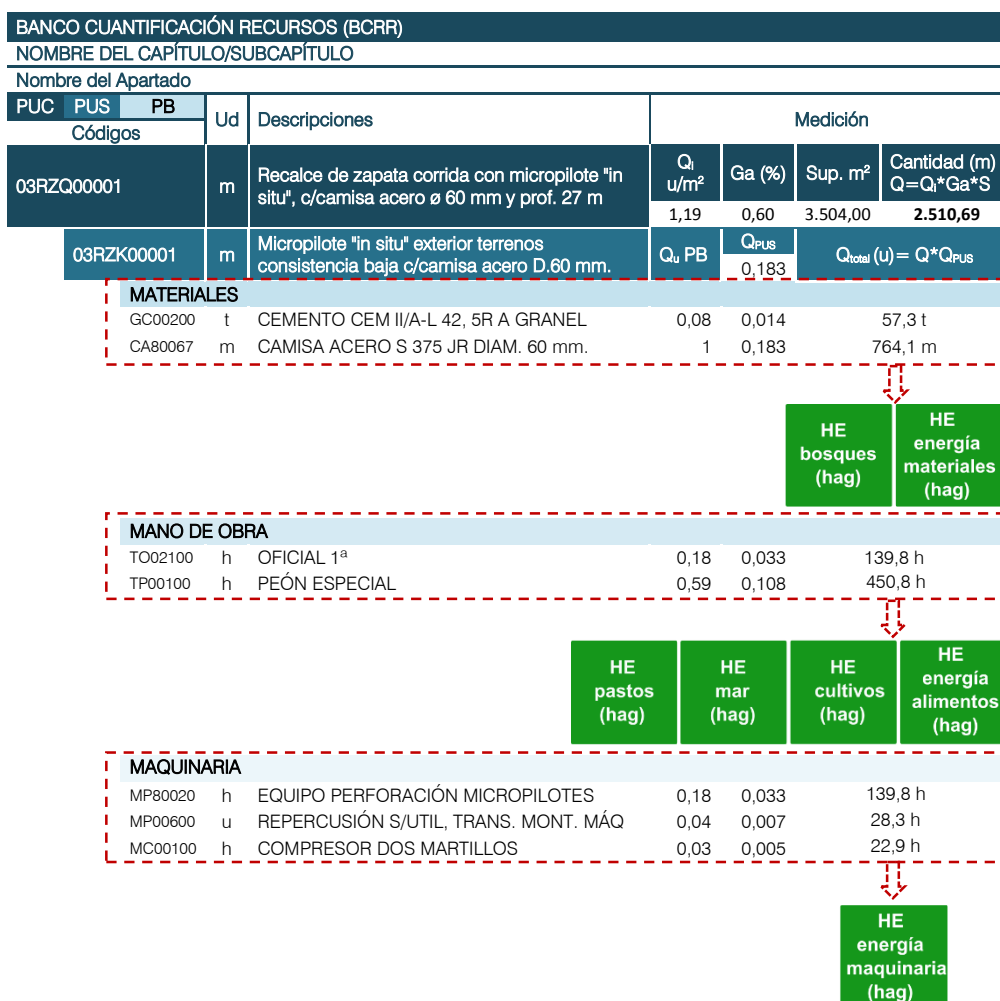 BANCO CUANTIFICACIÓN RECURSOS (BCRR)
NOMBRE DEL CAPÍTULO/SUBCAPÍTULO
Nombre del Apartado
PUC PUS PB Ud Descripciones Medición
Códigos
03RZQ00001 m Recalce de zapata corrida con micropilote "in
situ", c/camisa acero ø 60 mm y prof. 27 m
Qi
u/m² Ga (%) Sup. m² Cantidad (m)
Q=Qi*Ga*S
1,19 0,60 3.504,00 2.510,69
03RZK00001 m Micropilote "in situ" exterior terrenos
consistencia baja c/camisa acero D.60 mm.
Qu PB QPUS Qtotal (u)= Q*QPUS
0,183
MATERIALES
GC00200 t CEMENTO CEM II/A-L 42, 5R A GRANEL 0,08 0,014 57,3 t
CA80067 m CAMISA ACERO S 375 JR DIAM. 60 mm. 1 0,183 764,1 m
HE
bosques
(hag)
HE
energía
materiales
(hag)
MANO DE OBRA
TO02100 h OFICIAL 1ª 0,18 0,033 139,8 h
TP00100 h PEÓN ESPECIAL 0,59 0,108 450,8 h
HE
pastos
(hag)
HE
mar
(hag)
HE
cultivos
(hag)
HE
energía
alimentos
(hag)
MAQUINARIA
MP80020 h EQUIPO PERFORACIÓN MICROPILOTES 0,18 0,033 139,8 h
MP00600 u REPERCUSIÓN S/UTIL, TRANS. MONT. MÁQ 0,04 0,007 28,3 h
MC00100 h COMPRESOR DOS MARTILLOS 0,03 0,005 22,9 h
HE
energía
maquinaria
(hag)